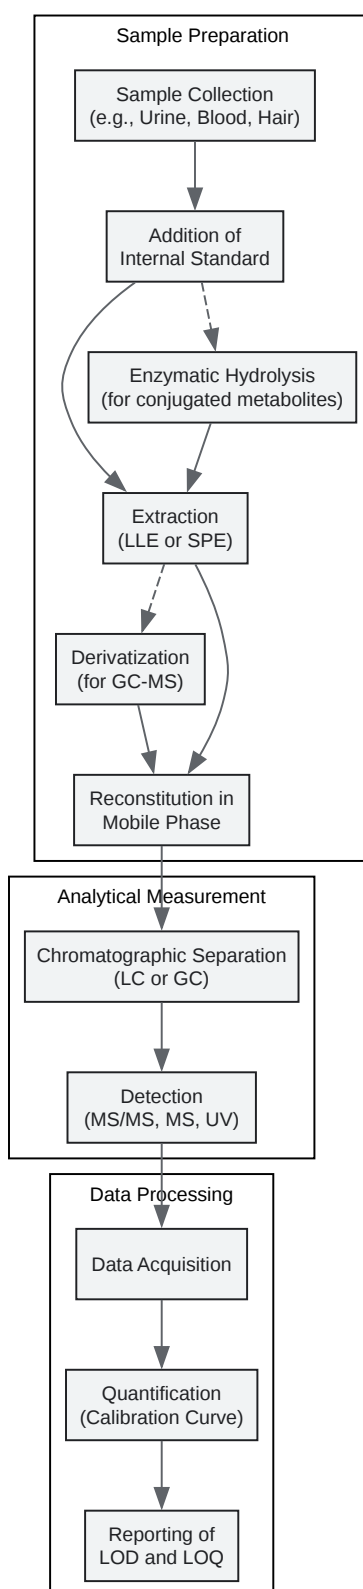 Sample Preparation
Sample Collection
(e.g., Urine, Blood, Hair)
Addition of
Internal Standard
Enzymatic Hydrolysis
(for conjugated metabolites)
Extraction
(LLE or SPE)
Derivatization
(for GC-MS)
Reconstitution in
Mobile Phase
Analytical Measurement
Chromatographic Separation
(LC or GC)
Detection
(MS/MS, MS, UV)
Data Processing
Data Acquisition
Quantification
(Calibration Curve)
Reporting of
LOD and LOQ